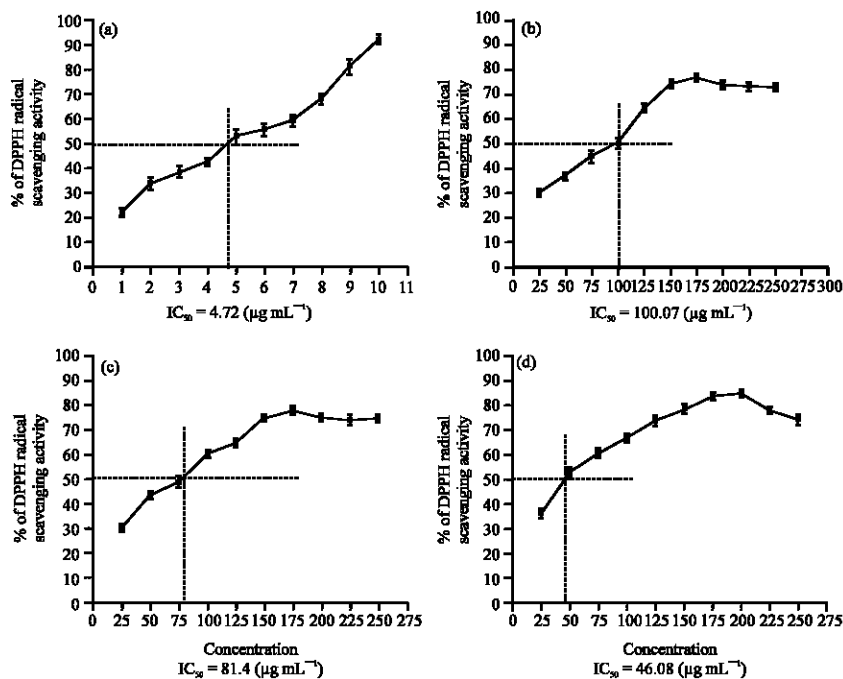 (a)
% of DPPH radical
scavenging activity
100
90
80
70
60
50
40
30
20
10
0
0 1 2 3 4 5 6 7 8 9 10 11
IC₅₀ = 4.72 (µg mL⁻¹)
(b)
% of DPPH radical
scavenging activity
100
90
80
70
60
50
40
30
20
10
0
0 25 50 75 100 125 150 175 200 225 250 275 300
IC₅₀ = 100.07 (µg mL⁻¹)
(c)
% of DPPH radical
scavenging activity
100
90
80
70
60
50
40
30
20
10
0
0 25 50 75 100 125 150 175 200 225 250 275
Concentration
IC₅₀ = 81.4 (µg mL⁻¹)
(d)
% of DPPH radical
scavenging activity
100
90
80
70
60
50
40
30
20
10
0
0 25 50 75 100 125 150 175 200 225 250 275
Concentration
IC₅₀ = 46.08 (µg mL⁻¹)